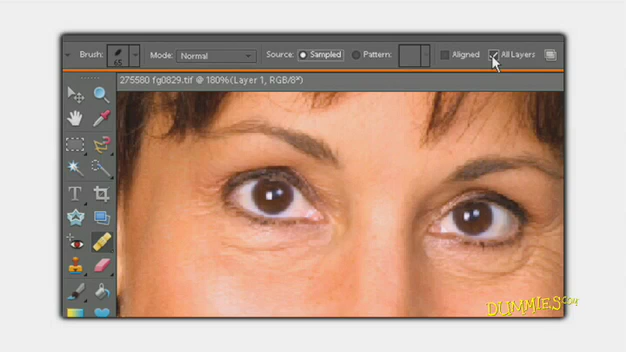 Brush: 65 Mode: Normal Source: Sampled Pattern: Aligned All Layers
275580 fg0829.tif @ 180%(Layer 1, RGB/8*)
T
DUMMIES.com